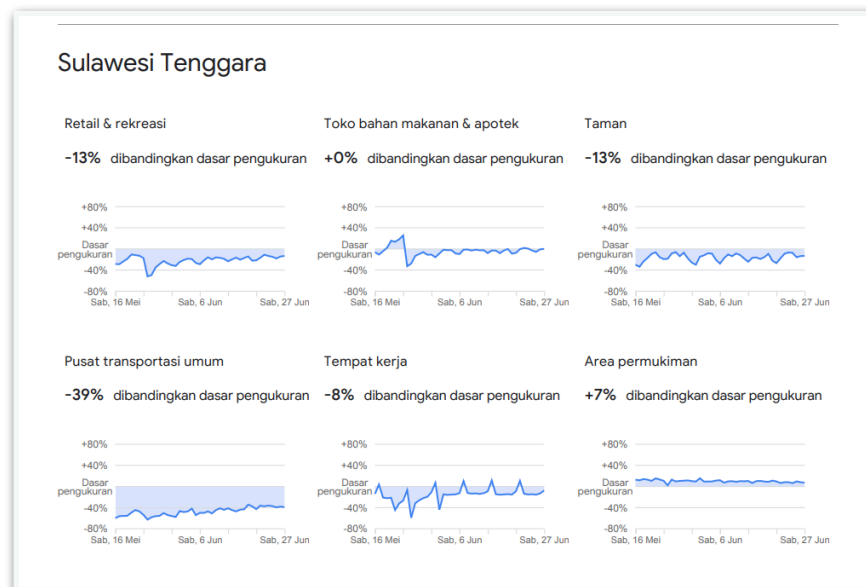 Sulawesi Tenggara
Retail & rekreasi
-13% dibandingkan dasar pengukuran
+80%
+40%
Dasar
pengukuran
-40%
-80%
Sab, 16 Mei Sab, 6 Jun Sab, 27 Jun
Toko bahan makanan & apotek
+0% dibandingkan dasar pengukuran
+80%
+40%
Dasar
pengukuran
-40%
-80%
Sab, 16 Mei Sab, 6 Jun Sab, 27 Jun
Taman
-13% dibandingkan dasar pengukuran
+80%
+40%
Dasar
pengukuran
-40%
-80%
Sab, 16 Mei Sab, 6 Jun Sab, 27 Jun
Pusat transportasi umum
-39% dibandingkan dasar pengukuran
+80%
+40%
Dasar
pengukuran
-40%
-80%
Sab, 16 Mei Sab, 6 Jun Sab, 27 Jun
Tempat kerja
-8% dibandingkan dasar pengukuran
+80%
+40%
Dasar
pengukuran
-40%
-80%
Sab, 16 Mei Sab, 6 Jun Sab, 27 Jun
Area permukiman
+7% dibandingkan dasar pengukuran
+80%
+40%
Dasar
pengukuran
-40%
-80%
Sab, 16 Mei Sab, 6 Jun Sab, 27 Jun